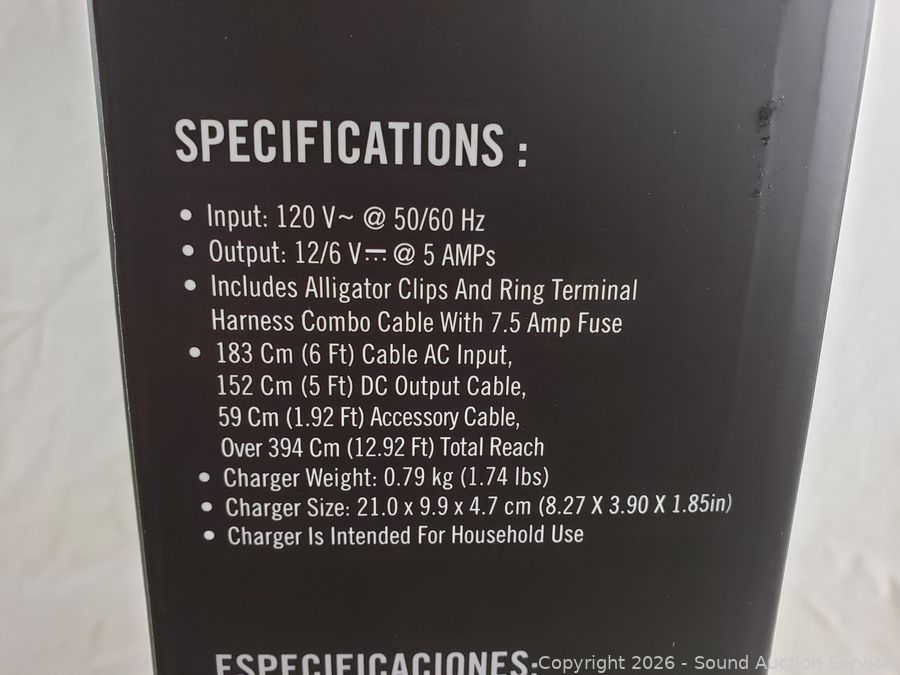 SPECIFICATIONS :
• Input: 120 V~ @ 50/60 Hz
• Output: 12/6 V⎓ @ 5 AMPs
• Includes Alligator Clips And Ring Terminal
Harness Combo Cable With 7.5 Amp Fuse
• 183 Cm (6 Ft) Cable AC Input,
152 Cm (5 Ft) DC Output Cable,
59 Cm (1.92 Ft) Accessory Cable,
Over 394 Cm (12.92 Ft) Total Reach
• Charger Weight: 0.79 kg (1.74 lbs)
• Charger Size: 21.0 x 9.9 x 4.7 cm (8.27 X 3.90 X 1.85in)
• Charger Is Intended For Household Use
ESPECIFICACIONES:
Copyright 2026 - Sound Auction Service